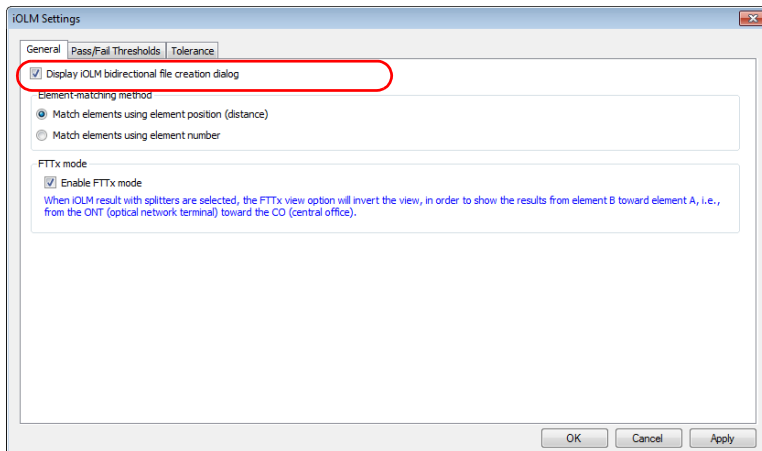 iOLM Settings
General Pass/Fail Thresholds Tolerance
Display iOLM bidirectional file creation dialog
Element-matching method
Match elements using element position (distance)
Match elements using element number
FTTx mode
Enable FTTx mode
When iOLM result with splitters are selected, the FTTx view option will invert the view, in order to show the results from element B toward element A, i.e.,
from the ONT (optical network terminal) toward the CO (central office).
OK Cancel Apply